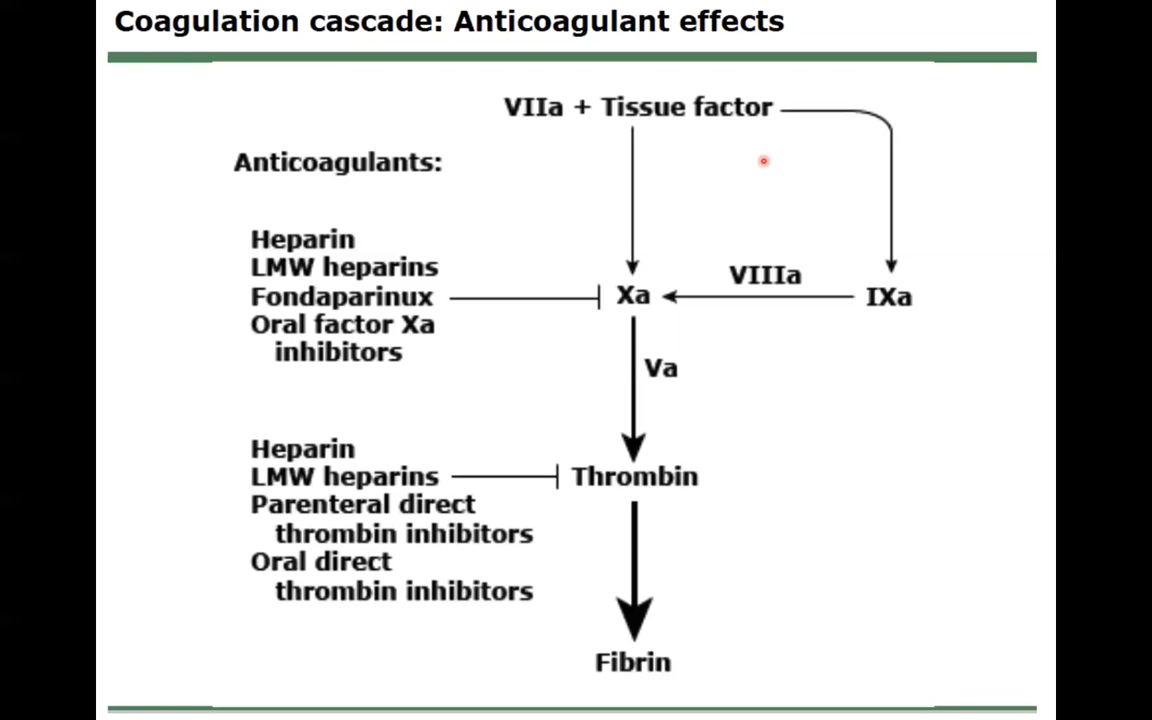 Coagulation cascade: Anticoagulant effects
VIIa + Tissue factor
Anticoagulants:
Heparin
LMW heparins
Fondaparinux
Oral factor Xa
inhibitors
Xa
VIIIa
IXa
Va
Heparin
LMW heparins
Parenteral direct
thrombin inhibitors
Oral direct
thrombin inhibitors
Thrombin
Fibrin